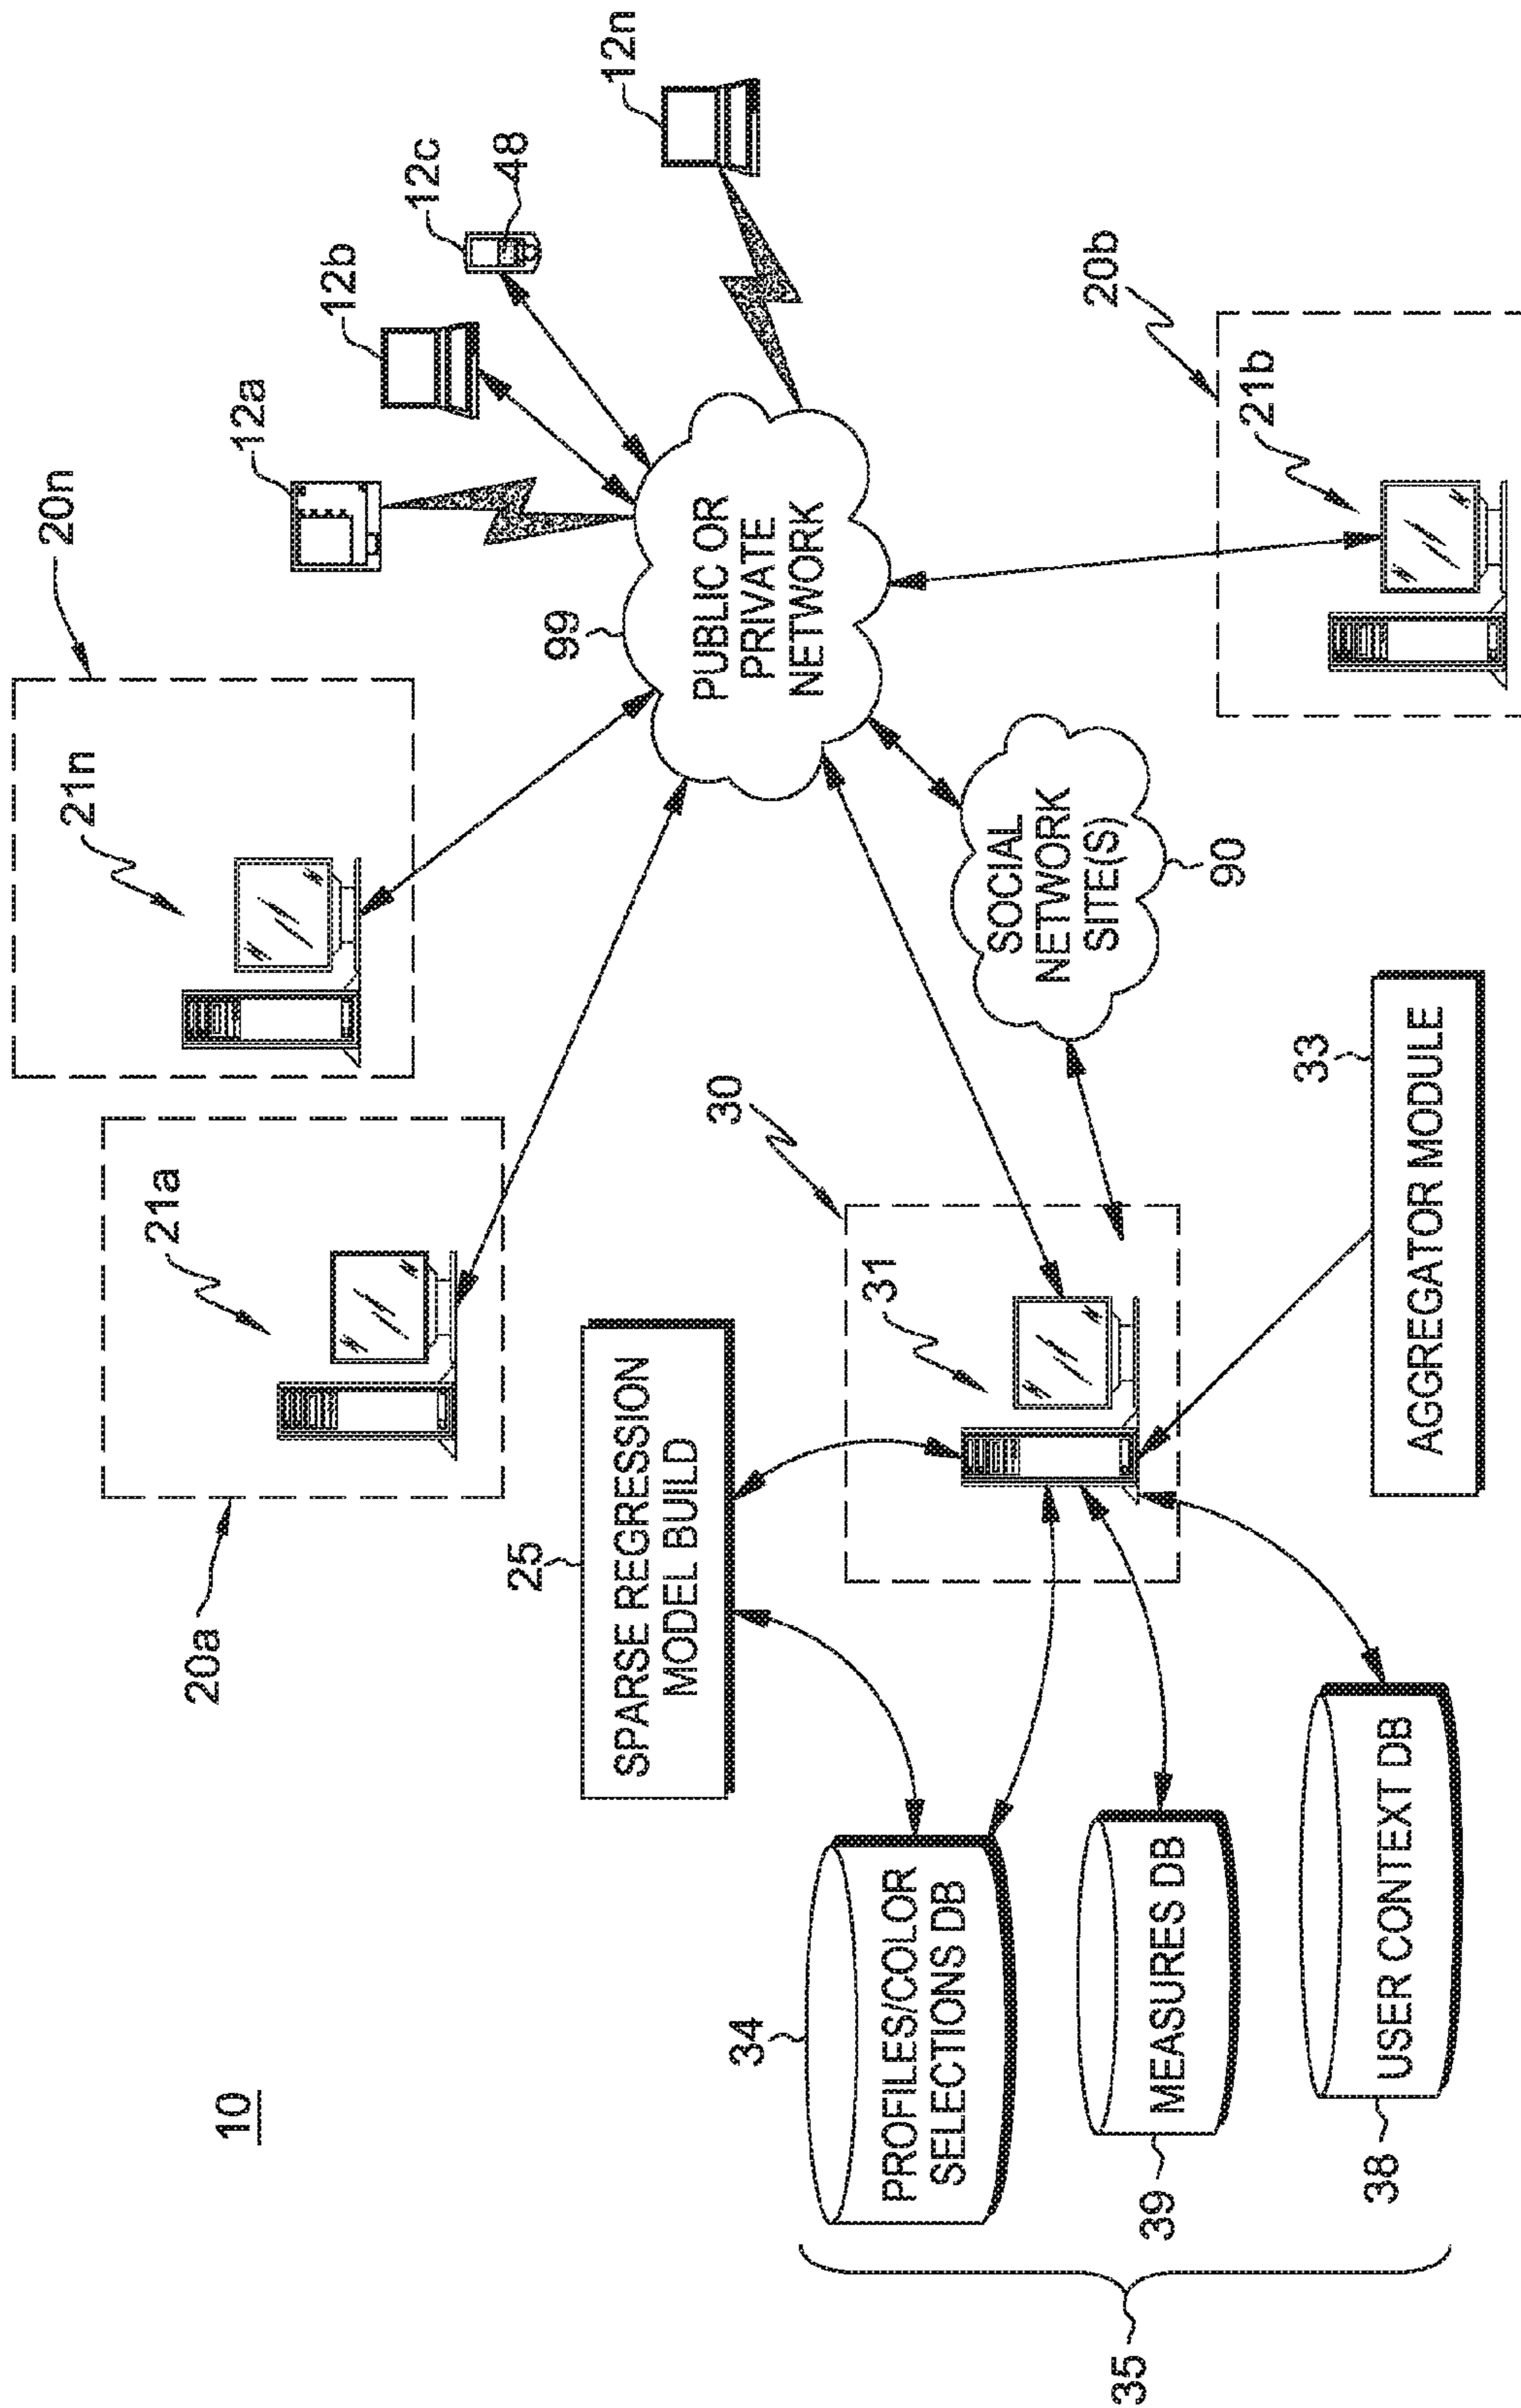 10
20a
21a
20n
21n
12a
12b
12c
48
12n
99
PUBLIC OR
PRIVATE
NETWORK
25
SPARSE REGRESSION
MODEL BUILD
30
31
SOCIAL
NETWORK
SITE(S)
90
20b
21b
34
PROFILES/COLOR
SELECTIONS DB
39
MEASURES DB
38
USER CONTEXT DB
35
33
AGGREGATOR MODULE